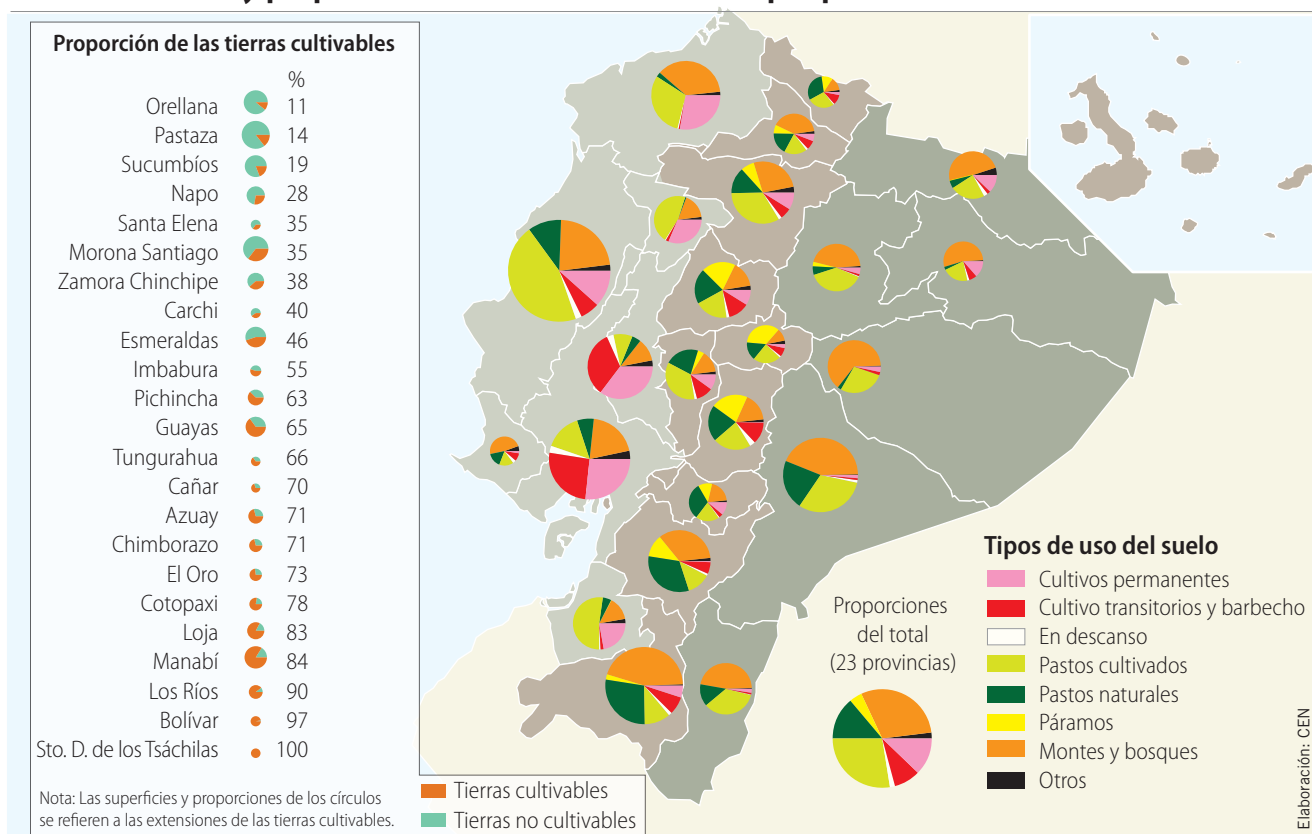 Proporción de las tierras cultivables
%
Orellana 11
Pastaza 14
Sucumbíos 19
Napo 28
Santa Elena 35
Morona Santiago 35
Zamora Chinchipe 38
Carchi 40
Esmeraldas 46
Imbabura 55
Pichincha 63
Guayas 65
Tungurahua 66
Cañar 70
Azuay 71
Chimborazo 71
El Oro 73
Cotopaxi 78
Loja 83
Manabí 84
Los Ríos 90
Bolívar 97
Sto. D. de los Tsáchilas 100
Nota: Las superficies y proporciones de los círculos
se refieren a las extensiones de las tierras cultivables.
Tierras cultivables
Tierras no cultivables
Proporciones
del total
(23 provincias)
Tipos de uso del suelo
Cultivos permanentes
Cultivo transitorios y barbecho
En descanso
Pastos cultivados
Pastos naturales
Páramos
Montes y bosques
Otros
Elaboración: CEN